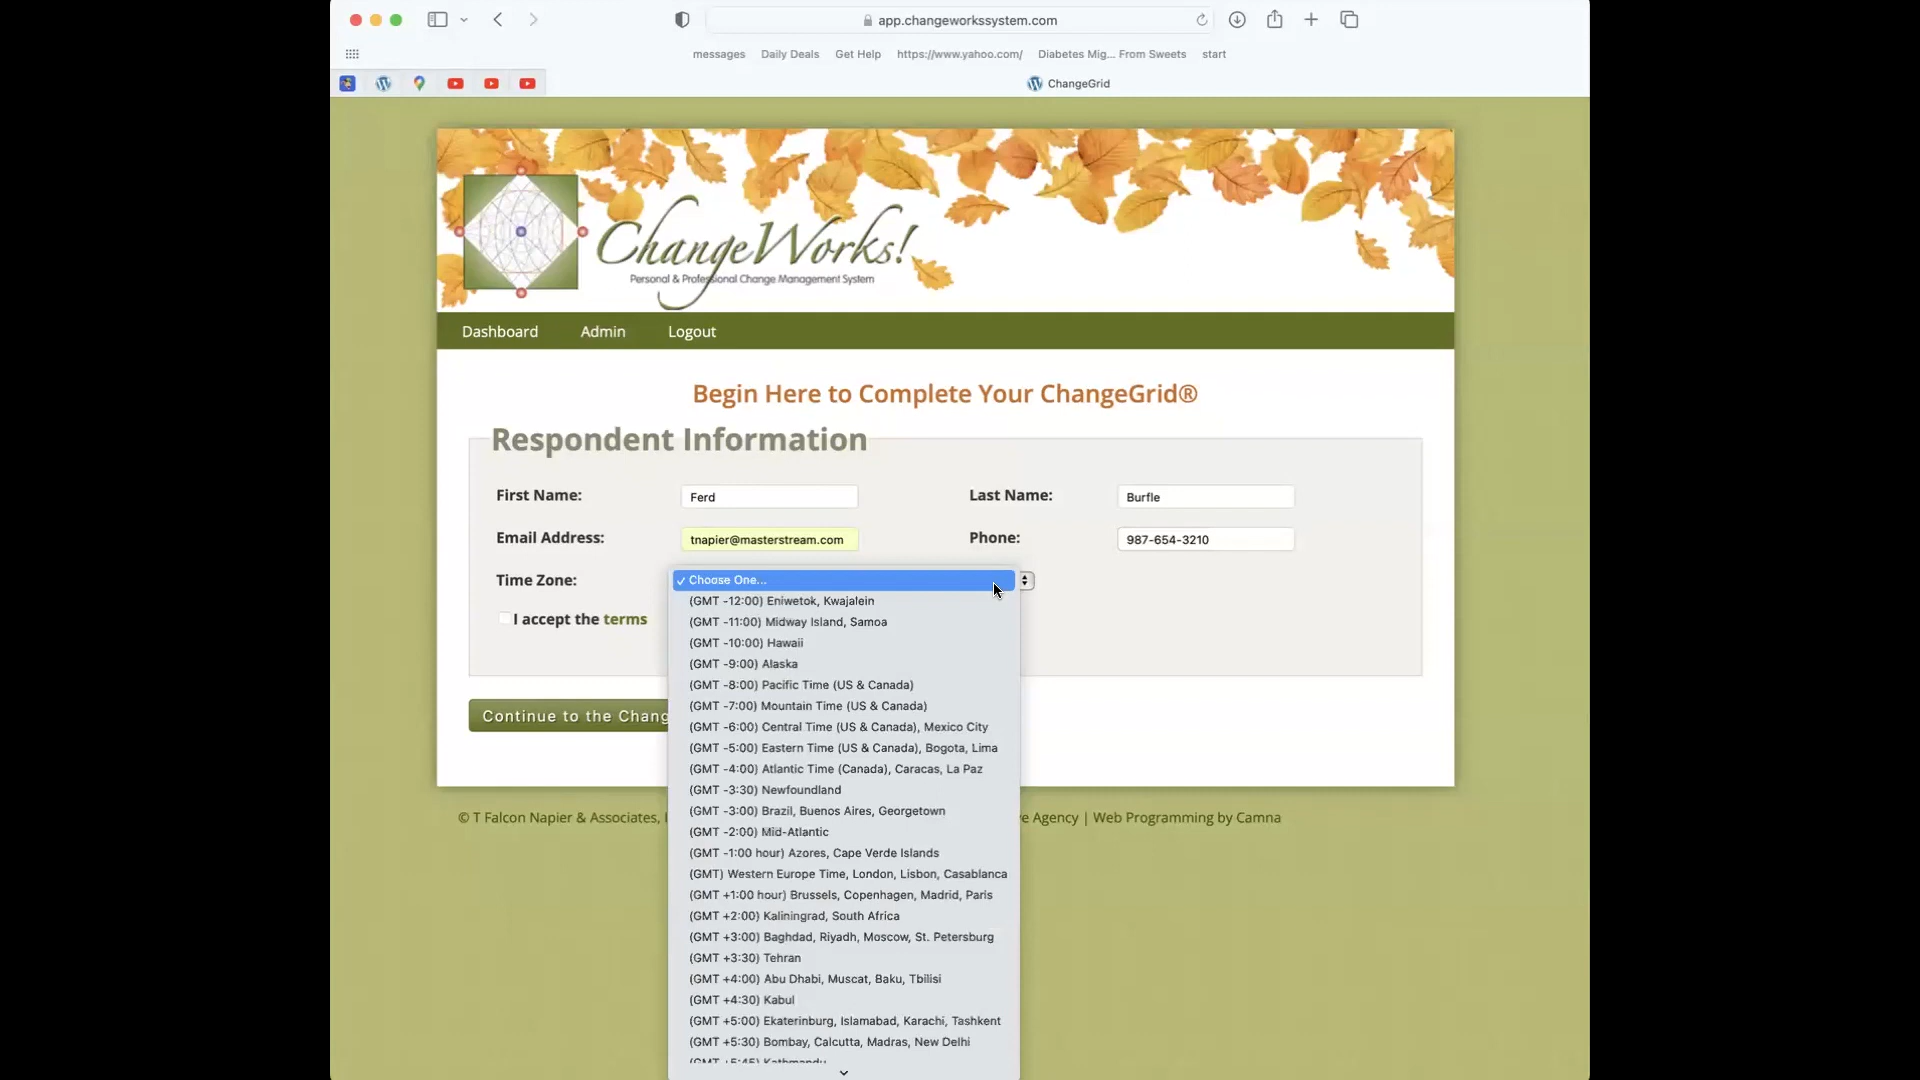 app.changeworkssystem.com
messages
Daily Deals
Get Help
https://www.yahoo.com/
Diabetes Mig... From Sweets
start
ChangeGrid
ChangeWorks!
Personal & Professional Change Management System
Dashboard
Admin
Logout
Begin Here to Complete Your ChangeGrid®
Respondent Information
First Name:
Ferd
Last Name:
Burfle
Email Address:
tnapier@masterstream.com
Phone:
987-654-3210
Time Zone:
✓ Choose One...
(GMT -12:00) Eniwetok, Kwajalein
(GMT -11:00) Midway Island, Samoa
(GMT -10:00) Hawaii
(GMT -9:00) Alaska
(GMT -8:00) Pacific Time (US & Canada)
(GMT -7:00) Mountain Time (US & Canada)
(GMT -6:00) Central Time (US & Canada), Mexico City
(GMT -5:00) Eastern Time (US & Canada), Bogota, Lima
(GMT -4:00) Atlantic Time (Canada), Caracas, La Paz
(GMT -3:30) Newfoundland
(GMT -3:00) Brazil, Buenos Aires, Georgetown
(GMT -2:00) Mid-Atlantic
(GMT -1:00 hour) Azores, Cape Verde Islands
(GMT) Western Europe Time, London, Lisbon, Casablanca
(GMT +1:00 hour) Brussels, Copenhagen, Madrid, Paris
(GMT +2:00) Kaliningrad, South Africa
(GMT +3:00) Baghdad, Riyadh, Moscow, St. Petersburg
(GMT +3:30) Tehran
(GMT +4:00) Abu Dhabi, Muscat, Baku, Tbilisi
(GMT +4:30) Kabul
(GMT +5:00) Ekaterinburg, Islamabad, Karachi, Tashkent
(GMT +5:30) Bombay, Calcutta, Madras, New Delhi
(GMT +5:45) Kathmandu
I accept the terms
Continue to the Chang
© T Falcon Napier & Associates, I
ve Agency | Web Programming by Camna